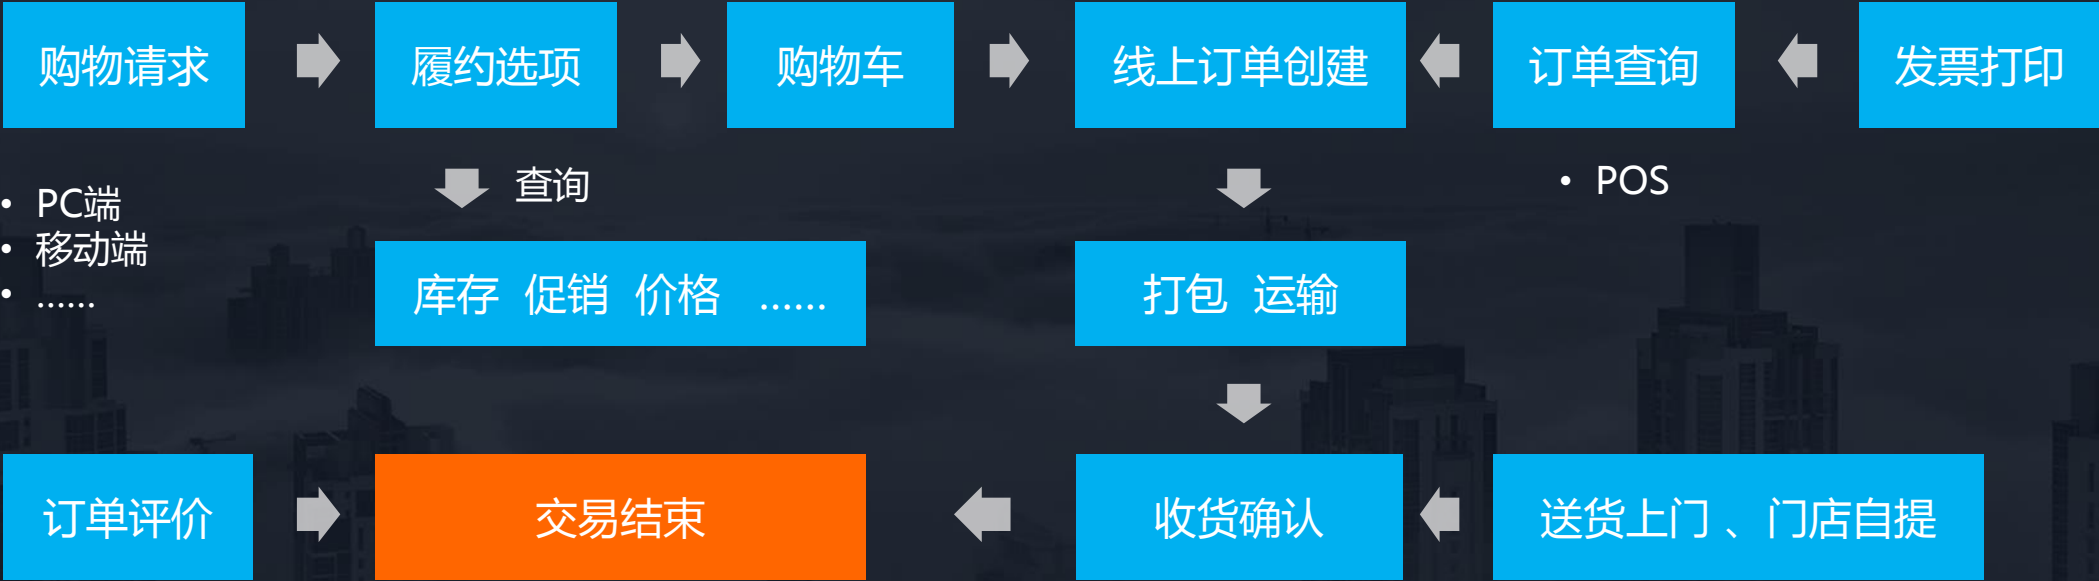 购物请求
履约选项
购物车
线上订单创建
订单查询
发票打印
• PC端
• 移动端
• ......
查询
• POS
库存 促销 价格 ......
打包 运输
订单评价
交易结束
收货确认
送货上门 、门店自提